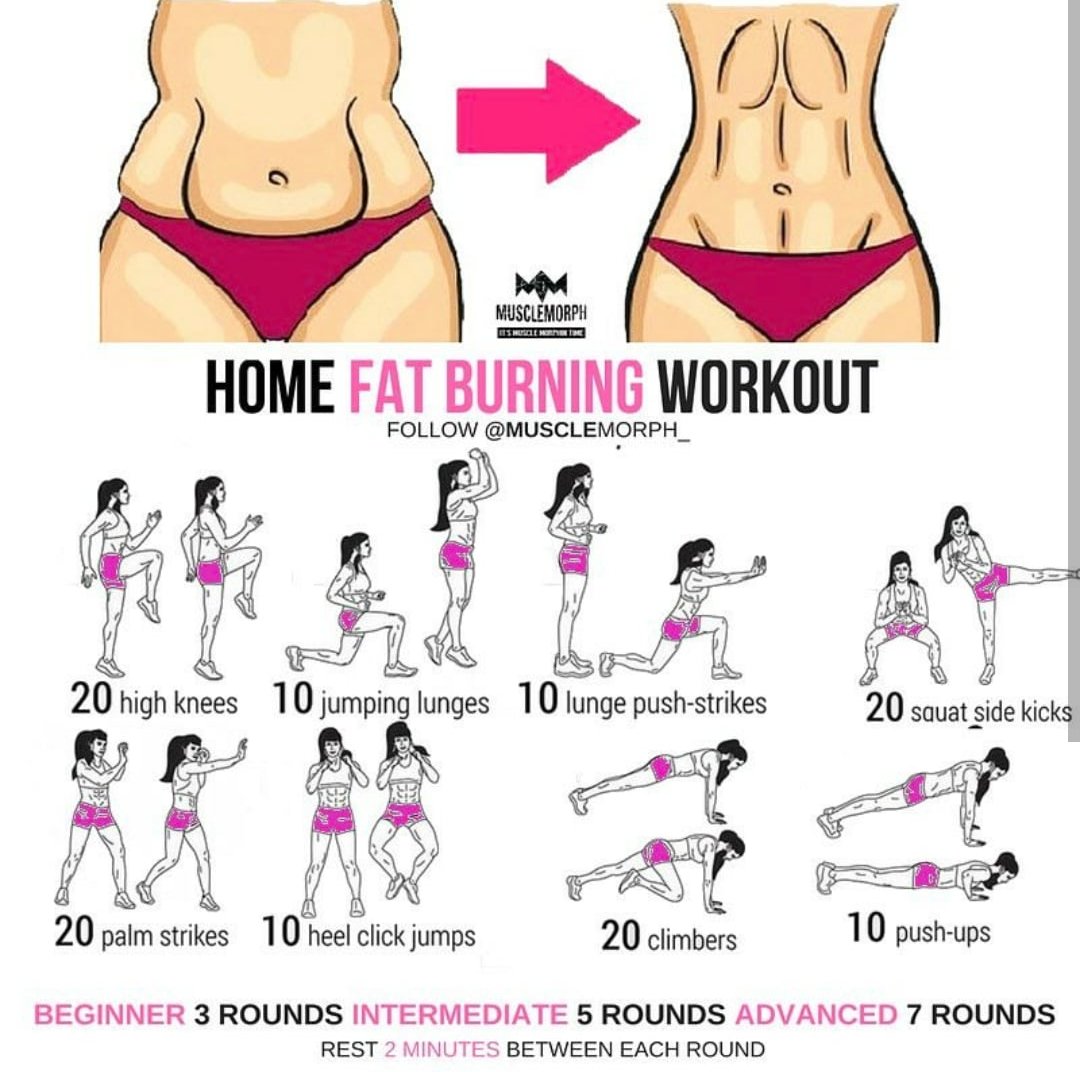 MUSCLEMORPH
IT'S MUSCLE MORPHIN TIME
HOME FAT BURNING WORKOUT
FOLLOW @MUSCLEMORPH_
20 high knees
10 jumping lunges
10 lunge push-strikes
20 squat side kicks
20 palm strikes
10 heel click jumps
20 climbers
10 push-ups
BEGINNER 3 ROUNDS INTERMEDIATE 5 ROUNDS ADVANCED 7 ROUNDS
REST 2 MINUTES BETWEEN EACH ROUND